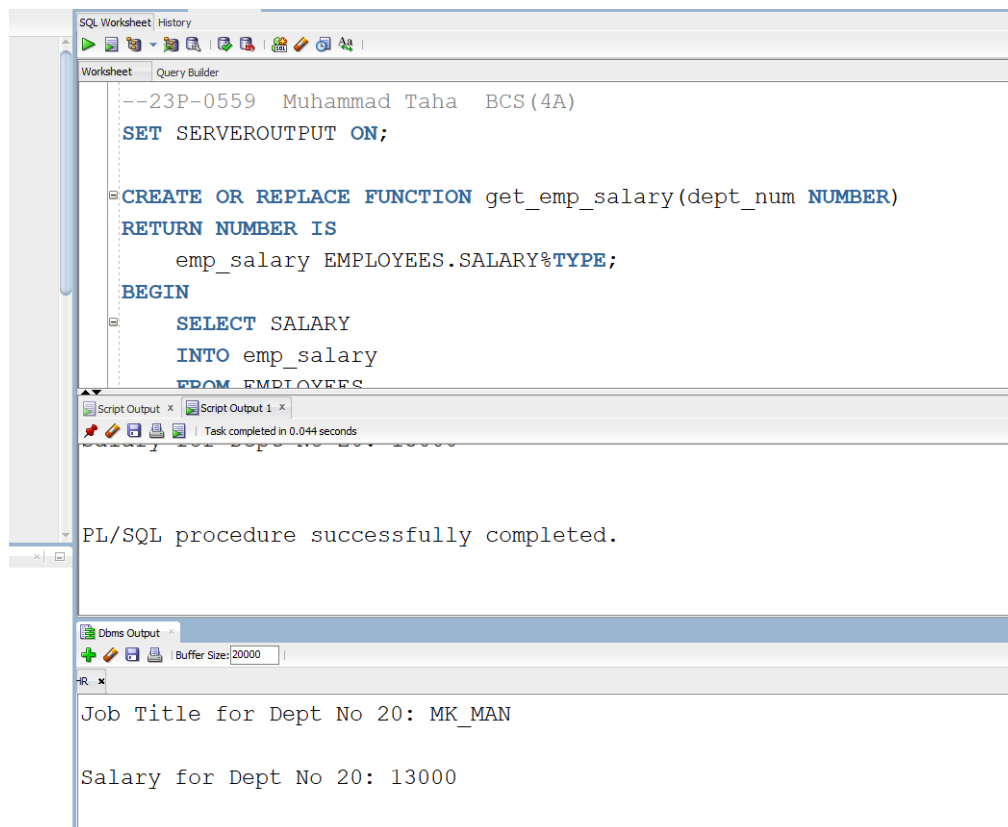 SQL Worksheet History
Worksheet Query Builder
--23P-0559  Muhammad Taha  BCS(4A)
SET SERVEROUTPUT ON;
CREATE OR REPLACE FUNCTION get_emp_salary(dept_num NUMBER)
RETURN NUMBER IS
emp_salary EMPLOYEES.SALARY%TYPE;
BEGIN
SELECT SALARY
INTO emp_salary
FROM EMPLOYEES
Script Output x Script Output 1 x
Task completed in 0.044 seconds
PL/SQL procedure successfully completed.
Dbms Output x
Buffer Size: 20000
HR x
Job Title for Dept No 20: MK_MAN
Salary for Dept No 20: 13000